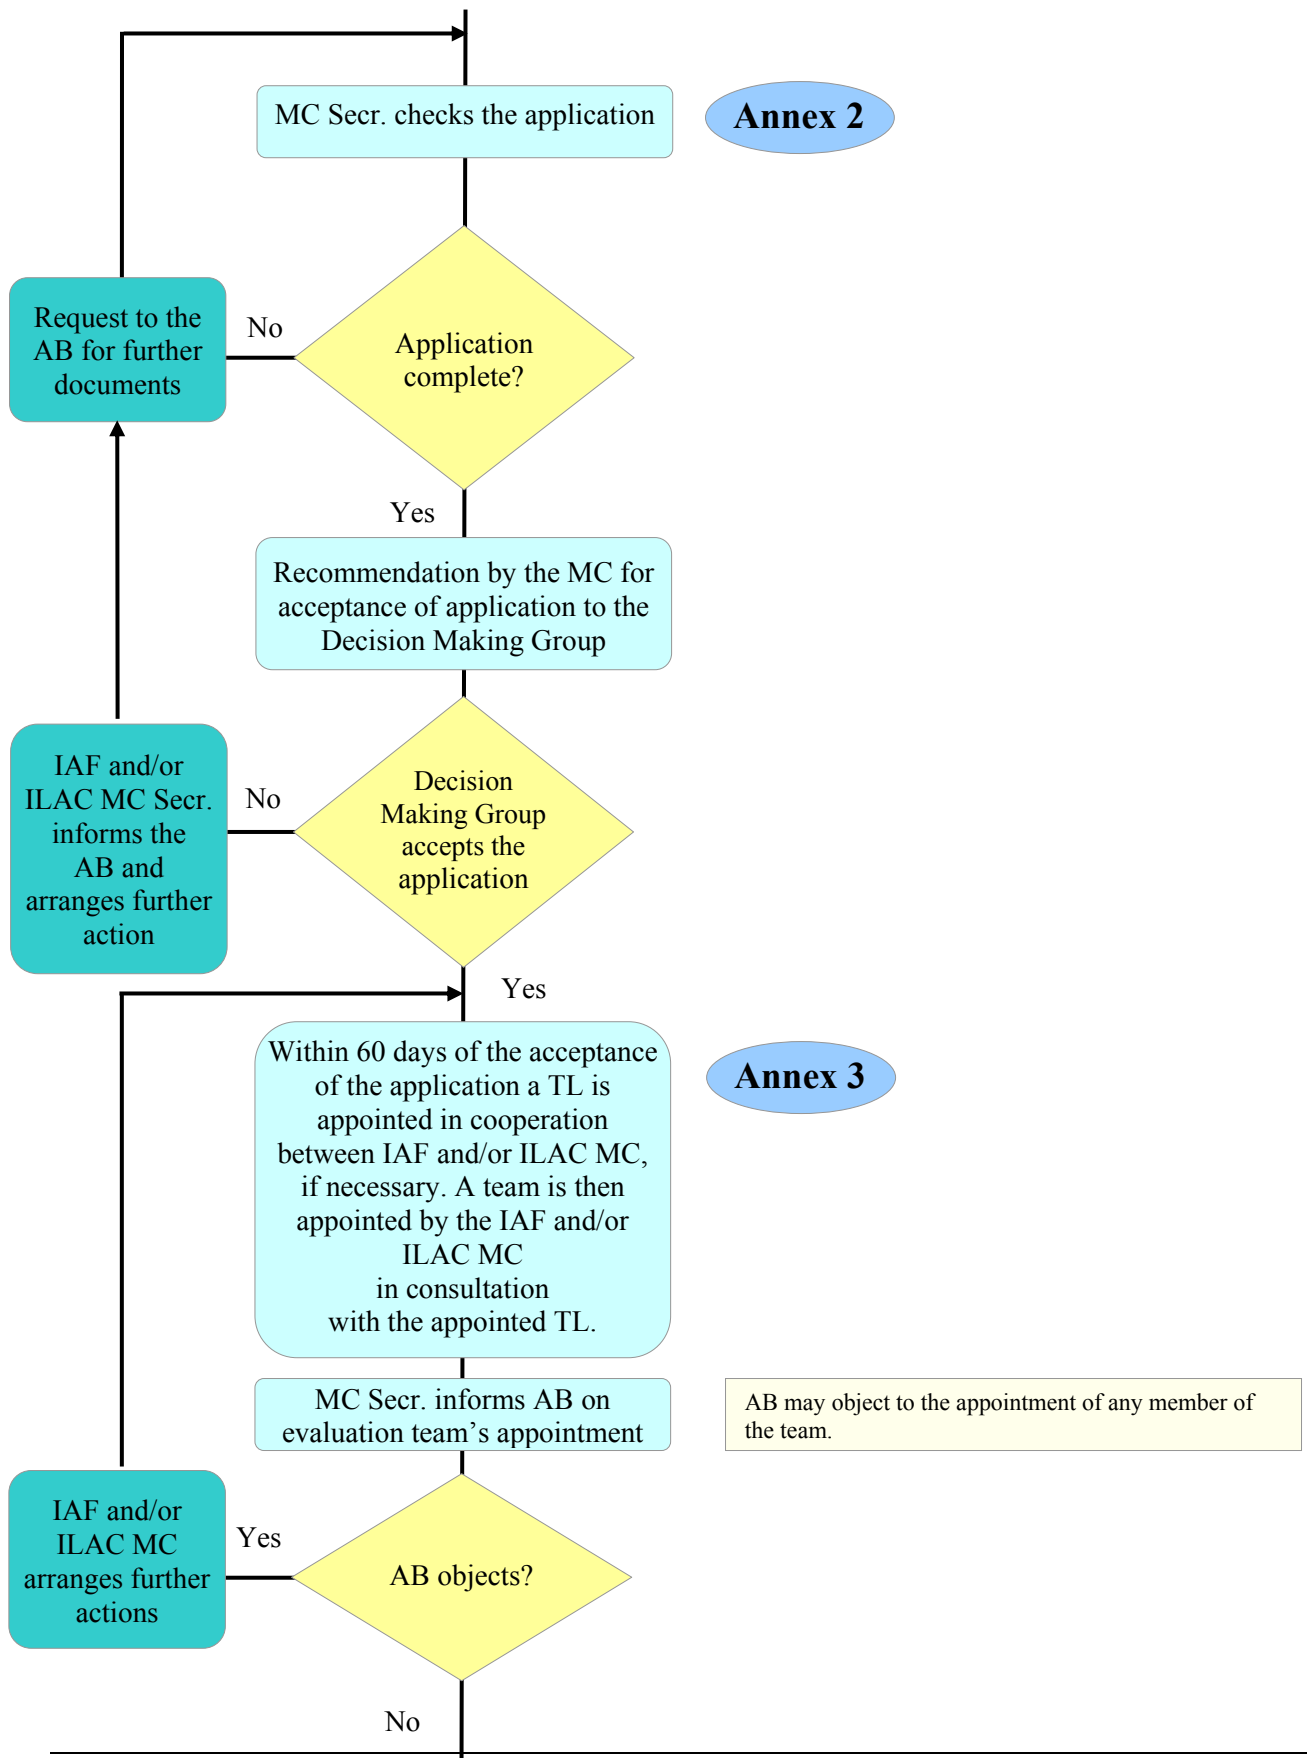 MC Secr. checks the application
Annex 2
Request to the
AB for further
documents
No
Application
complete?
Yes
Recommendation by the MC for
acceptance of application to the
Decision Making Group
IAF and/or
ILAC MC Secr.
informs the
AB and
arranges further
action
No
Decision
Making Group
accepts the
application
Yes
Within 60 days of the acceptance
of the application a TL is
appointed in cooperation
between IAF and/or ILAC MC,
if necessary. A team is then
appointed by the IAF and/or
ILAC MC
in consultation
with the appointed TL.
Annex 3
MC Secr. informs AB on
evaluation team’s appointment
AB may object to the appointment of any member of
the team.
IAF and/or
ILAC MC
arranges further
actions
Yes
AB objects?
No